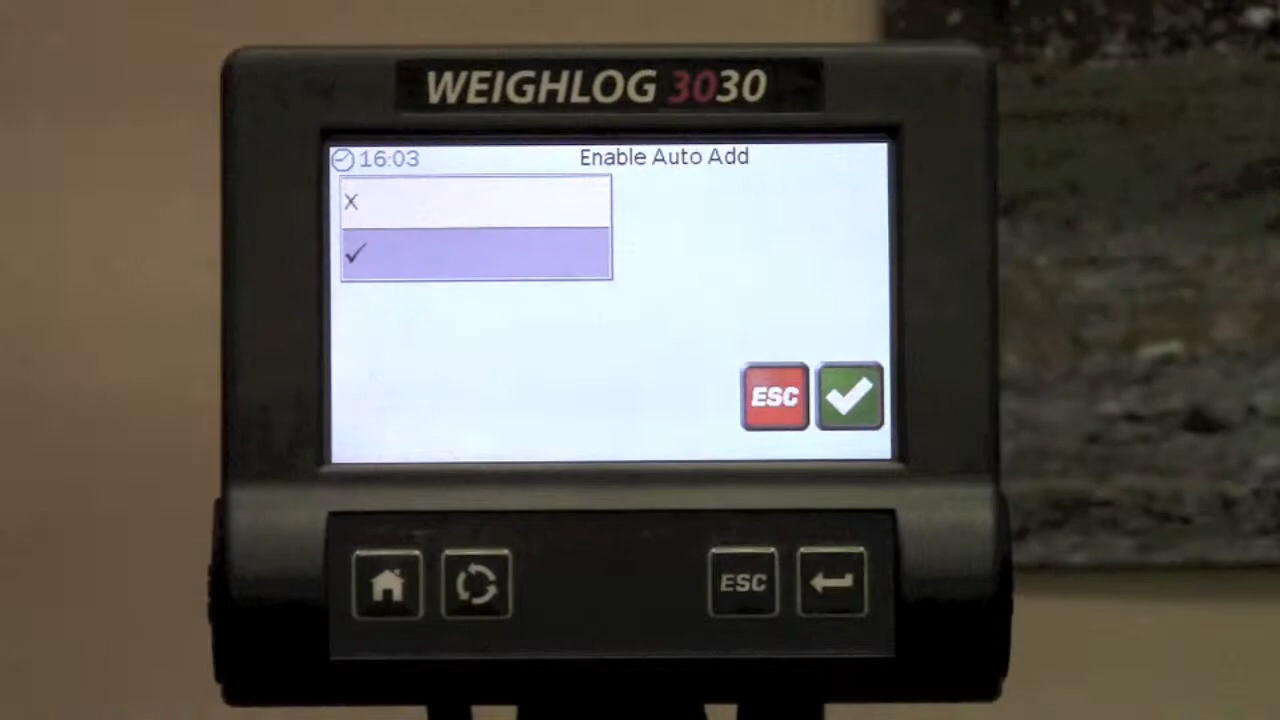 WEIGHLOG 3030
16:03 Enable Auto Add
X
✓
ESC
ESC